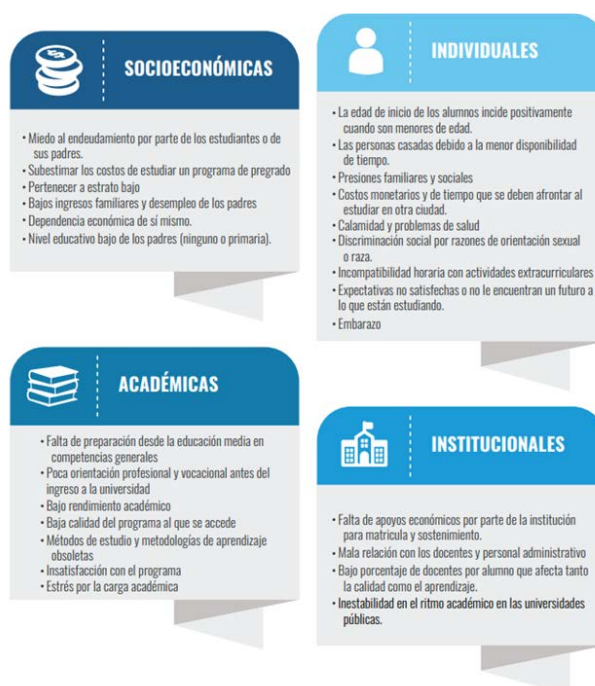 SOCIOECONÓMICAS
• Miedo al endeudamiento por parte de los estudiantes o de
sus padres.
• Subestimar los costos de estudiar un programa de pregrado
• Pertenecer a estrato bajo
• Bajos ingresos familiares y desempleo de los padres
• Dependencia económica de sí mismo.
• Nivel educativo bajo de los padres (ninguno o primaria).
INDIVIDUALES
• La edad de inicio de los alumnos incide positivamente
cuando son menores de edad.
• Las personas casadas debido a la menor disponibilidad
de tiempo.
• Presiones familiares y sociales
• Costos monetarios y de tiempo que se deben afrontar al
estudiar en otra ciudad.
• Calamidad y problemas de salud
• Discriminación social por razones de orientación sexual
o raza.
• Incompatibilidad horaria con actividades extracurriculares
• Expectativas no satisfechas o no le encuentran un futuro a
lo que están estudiando.
• Embarazo
ACADÉMICAS
• Falta de preparación desde la educación media en
competencias generales
• Poca orientación profesional y vocacional antes del
ingreso a la universidad
• Bajo rendimiento académico
• Baja calidad del programa al que se accede
• Métodos de estudio y metodologías de aprendizaje
obsoletas
• Insatisfacción con el programa
• Estrés por la carga académica
INSTITUCIONALES
• Falta de apoyos económicos por parte de la institución
para matricula y sostenimiento.
• Mala relación con los docentes y personal administrativo
• Bajo porcentaje de docentes por alumno que afecta tanto
la calidad como el aprendizaje.
• Inestabilidad en el ritmo académico en las universidades
públicas.